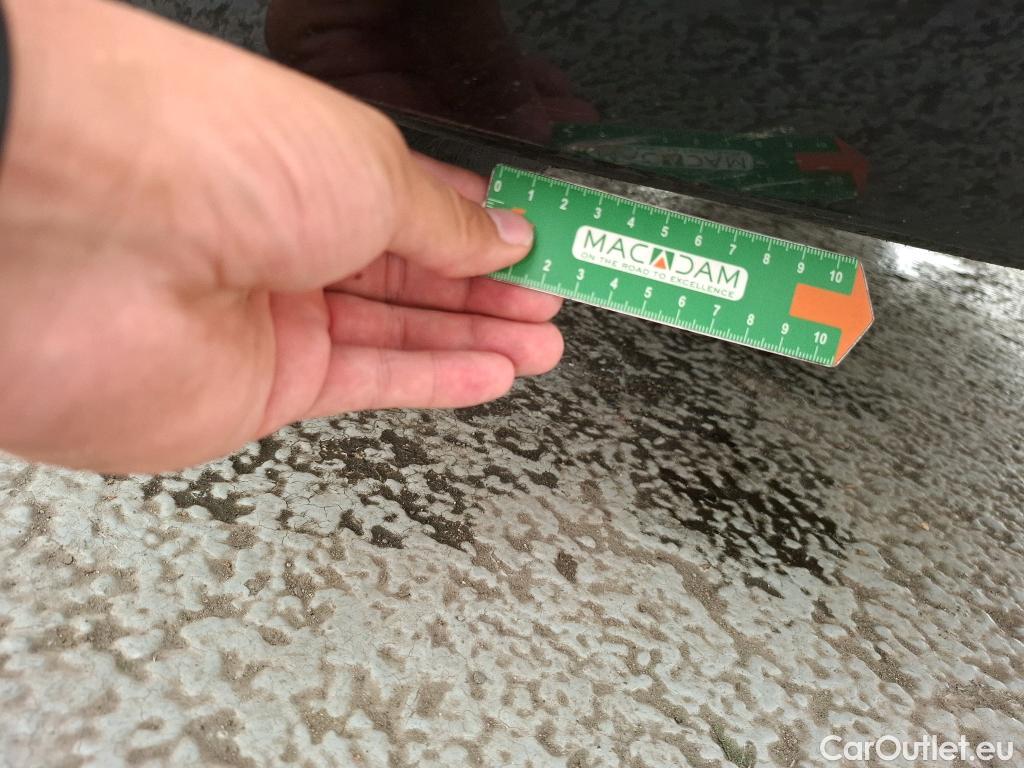 0 1 2 3 4 5 6 7 8 9 10
MACADAM
ON THE ROAD TO EXCELLENCE
2 3 4 5 6 7 8 9 10
CarOutlet.eu